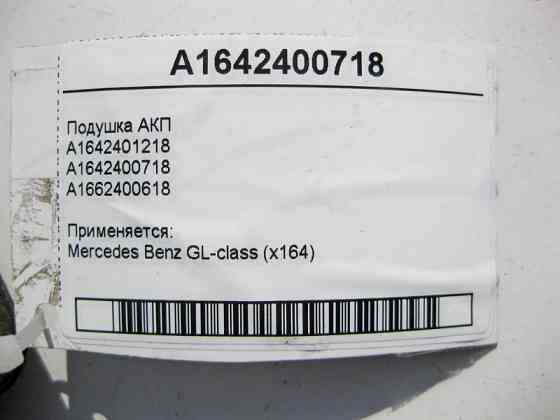 A1642400718
Подушка АКП
A1642401218
A1642400718
A1662400618
Применяется:
Mercedes Benz GL-class (x164)